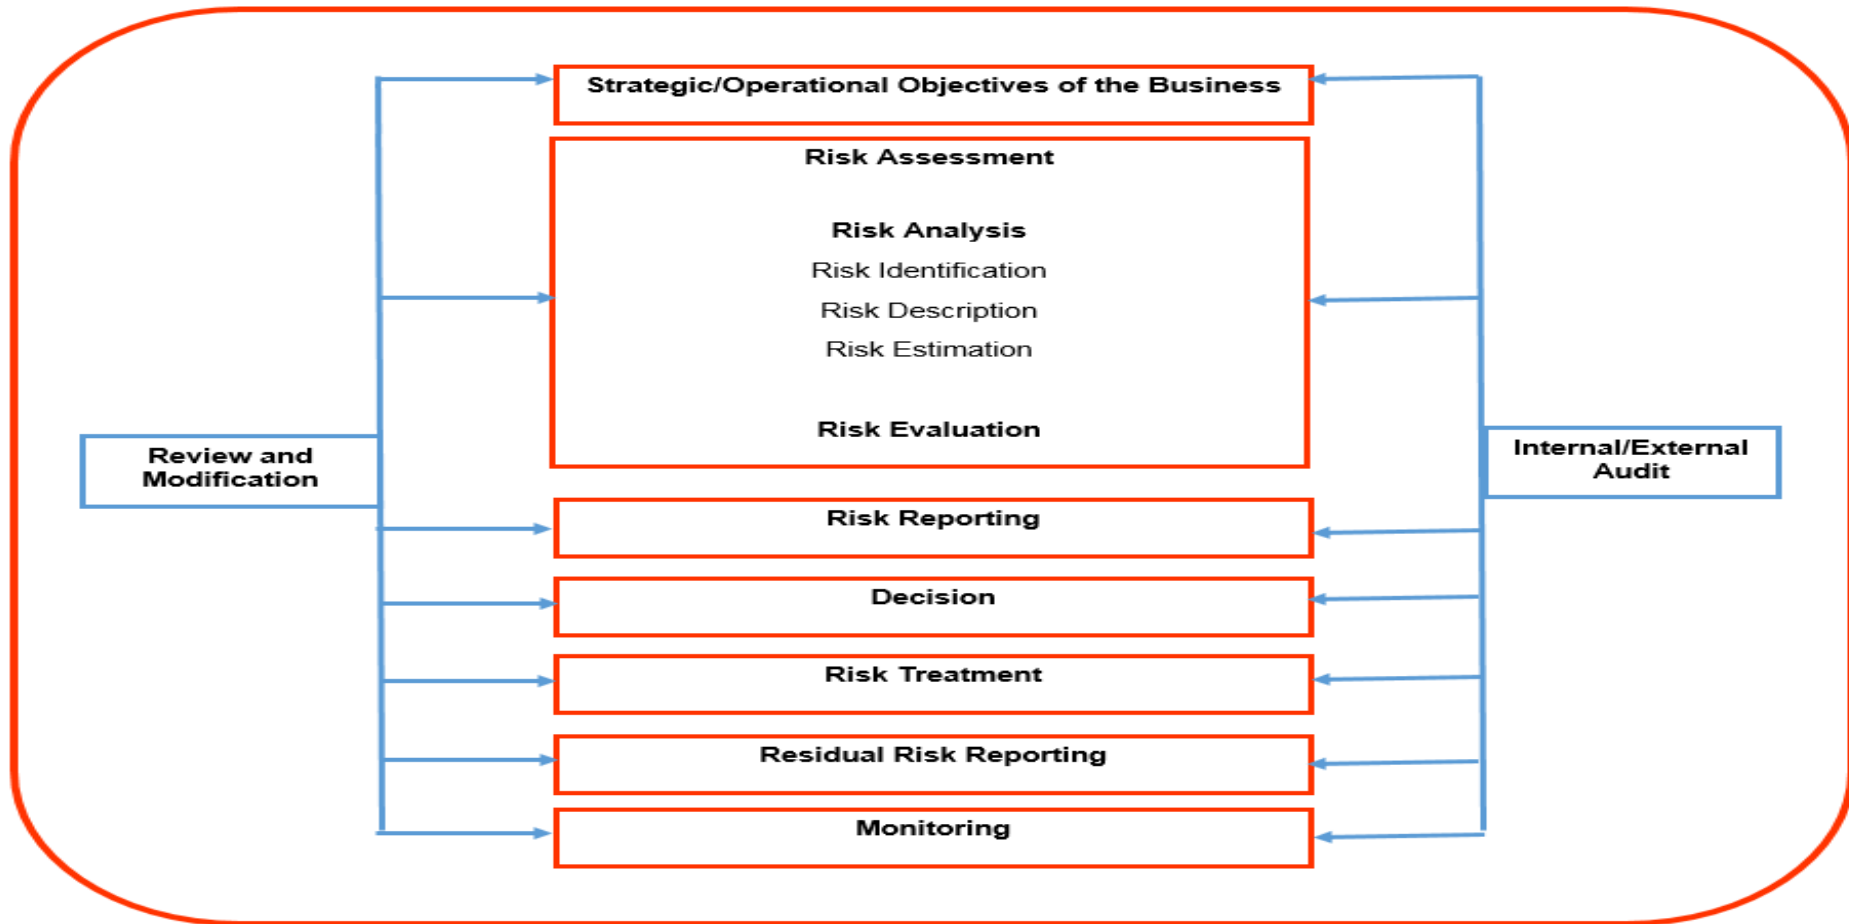 Strategic/Operational Objectives of the Business
Risk Assessment
Risk Analysis
Risk Identification
Risk Description
Risk Estimation
Risk Evaluation
Review and
Modification
Internal/External
Audit
Risk Reporting
Decision
Risk Treatment
Residual Risk Reporting
Monitoring